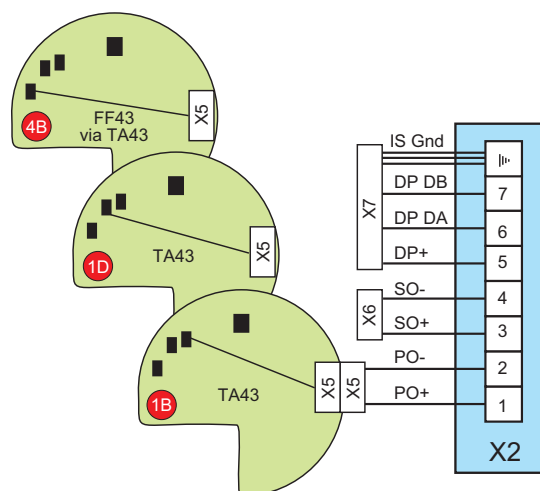 4B
FF43
via TA43
X5
1D
TA43
X5
1B
TA43
X5
X5
X7
IS Gnd
DP DB
7
DP DA
6
DP+
5
X6
SO-
4
SO+
3
PO-
2
PO+
1
X2